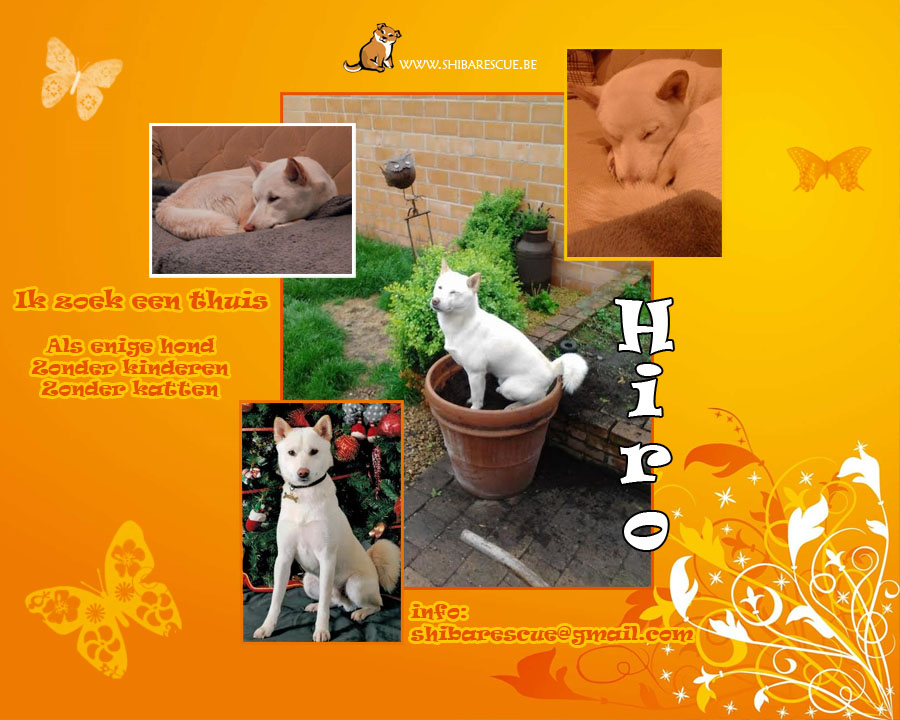 WWW.SHIBARESCUE.BE
Ik zoek een thuis
Als enige hond
Zonder kinderen
Zonder katten
Hiro
info:
shibarescue@gmail.com